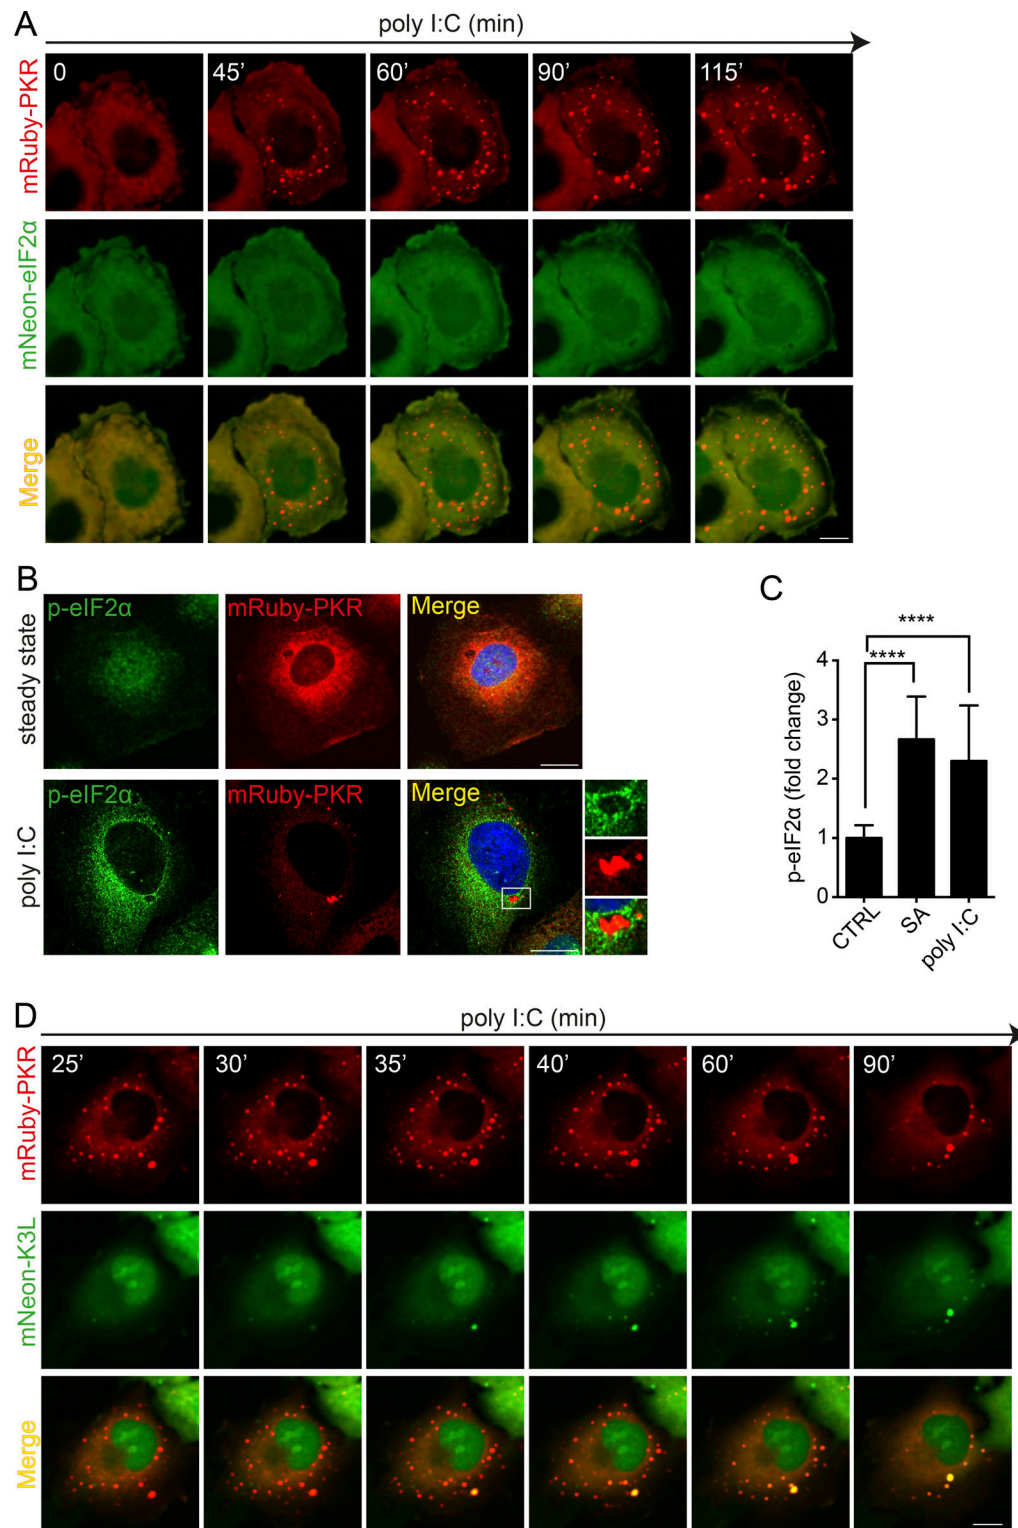 A
poly I:C (min)
mRuby-PKR
0
45’
60’
90’
115’
mNeon-eIF2α
Merge
B
steady state
p-eIF2α
mRuby-PKR
Merge
poly I:C
p-eIF2α
mRuby-PKR
Merge
C
****
****
p-eIF2α (fold change)
4
3
2
1
0
CTRL
SA
poly I:C
D
poly I:C (min)
mRuby-PKR
25’
30’
35’
40’
60’
90’
mNeon-K3L
Merge